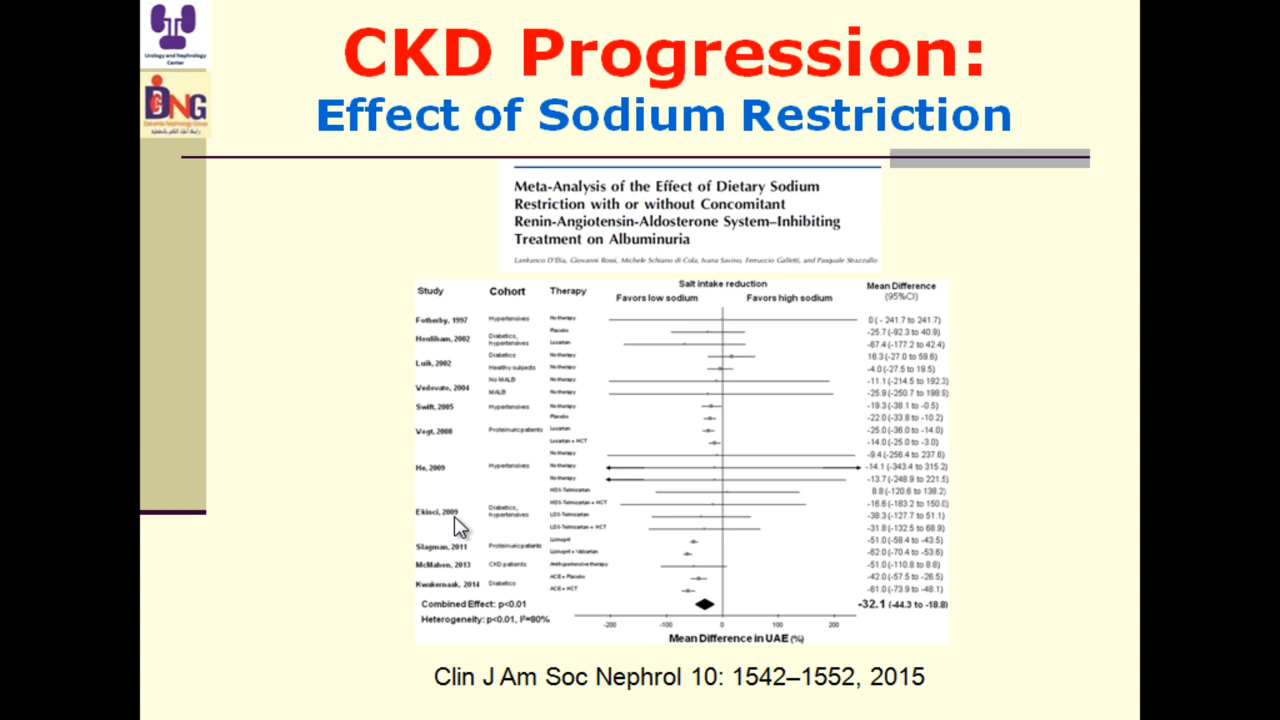 Urology and Nephrology
Center
DNG
Dakahlia Nephrology Group
CKD Progression:
Effect of Sodium Restriction
Meta-Analysis of the Effect of Dietary Sodium
Restriction with or without Concomitant
Renin-Angiotensin-Aldosterone System–Inhibiting
Treatment on Albuminuria
Lanfranco D'Elia, Giovanni Rossi, Michele Schiano di Cola, Ivana Savino, Ferruccio Galletti, and Pasquale Strazzullo
Salt intake reduction
Study Cohort Therapy Favors low sodium Favors high sodium Mean Difference
(95%CI)
Fotherby, 1997 Hypertensives No therapy 0 (- 241.7 to 241.7)
Houliham, 2002 Diabetics, hypertensives Placebo -25.7 (-92.3 to 40.9)
Losartan -67.4 (-177.2 to 42.4)
Luik, 2002 Diabetics No therapy 16.3 (-27.0 to 59.6)
Healthy subjects No therapy -4.0 (-27.5 to 19.5)
Vedovato, 2004 No MALB No therapy -11.1 (-214.5 to 192.3)
MALB No therapy -25.9 (-250.7 to 198.9)
Swift, 2005 Hypertensives No therapy -19.3 (-38.1 to -0.5)
Vogt, 2008 Proteinuric patients Placebo -22.0 (-33.8 to -10.2)
Losartan -25.0 (-36.0 to -14.0)
Losartan + HCT -14.0 (-25.0 to -3.0)
He, 2009 Hypertensives No therapy -9.4 (-256.4 to 237.6)
No therapy -14.1 (-343.4 to 315.2)
No therapy -13.7 (-248.9 to 221.5)
Ekinci, 2009 Diabetics, hypertensives HDS-Telmisartan 8.8 (-120.6 to 138.2)
HDS-Telmisartan + HCT -16.6 (-183.2 to 150.0)
LDS-Telmisartan -38.3 (-127.7 to 51.1)
LDS-Telmisartan + HCT -31.8 (-132.5 to 68.9)
Slagman, 2011 Proteinuric patients Lisinopril -51.0 (-58.4 to -43.5)
Lisinopril + Valsartan -62.0 (-70.4 to -53.6)
McMahon, 2013 CKD patients Antihypertensive therapy -51.0 (-110.8 to 8.8)
Kwakernaak, 2014 Diabetics ACE + Placebo -42.0 (-57.5 to -26.5)
ACE + HCT -61.0 (-73.9 to -48.1)
Combined Effect: p<0.01 -32.1 (-44.3 to -18.8)
Heterogeneity: p<0.01, I²=80%
-200 -100 0 100 200
Mean Difference in UAE (%)
Clin J Am Soc Nephrol 10: 1542–1552, 2015